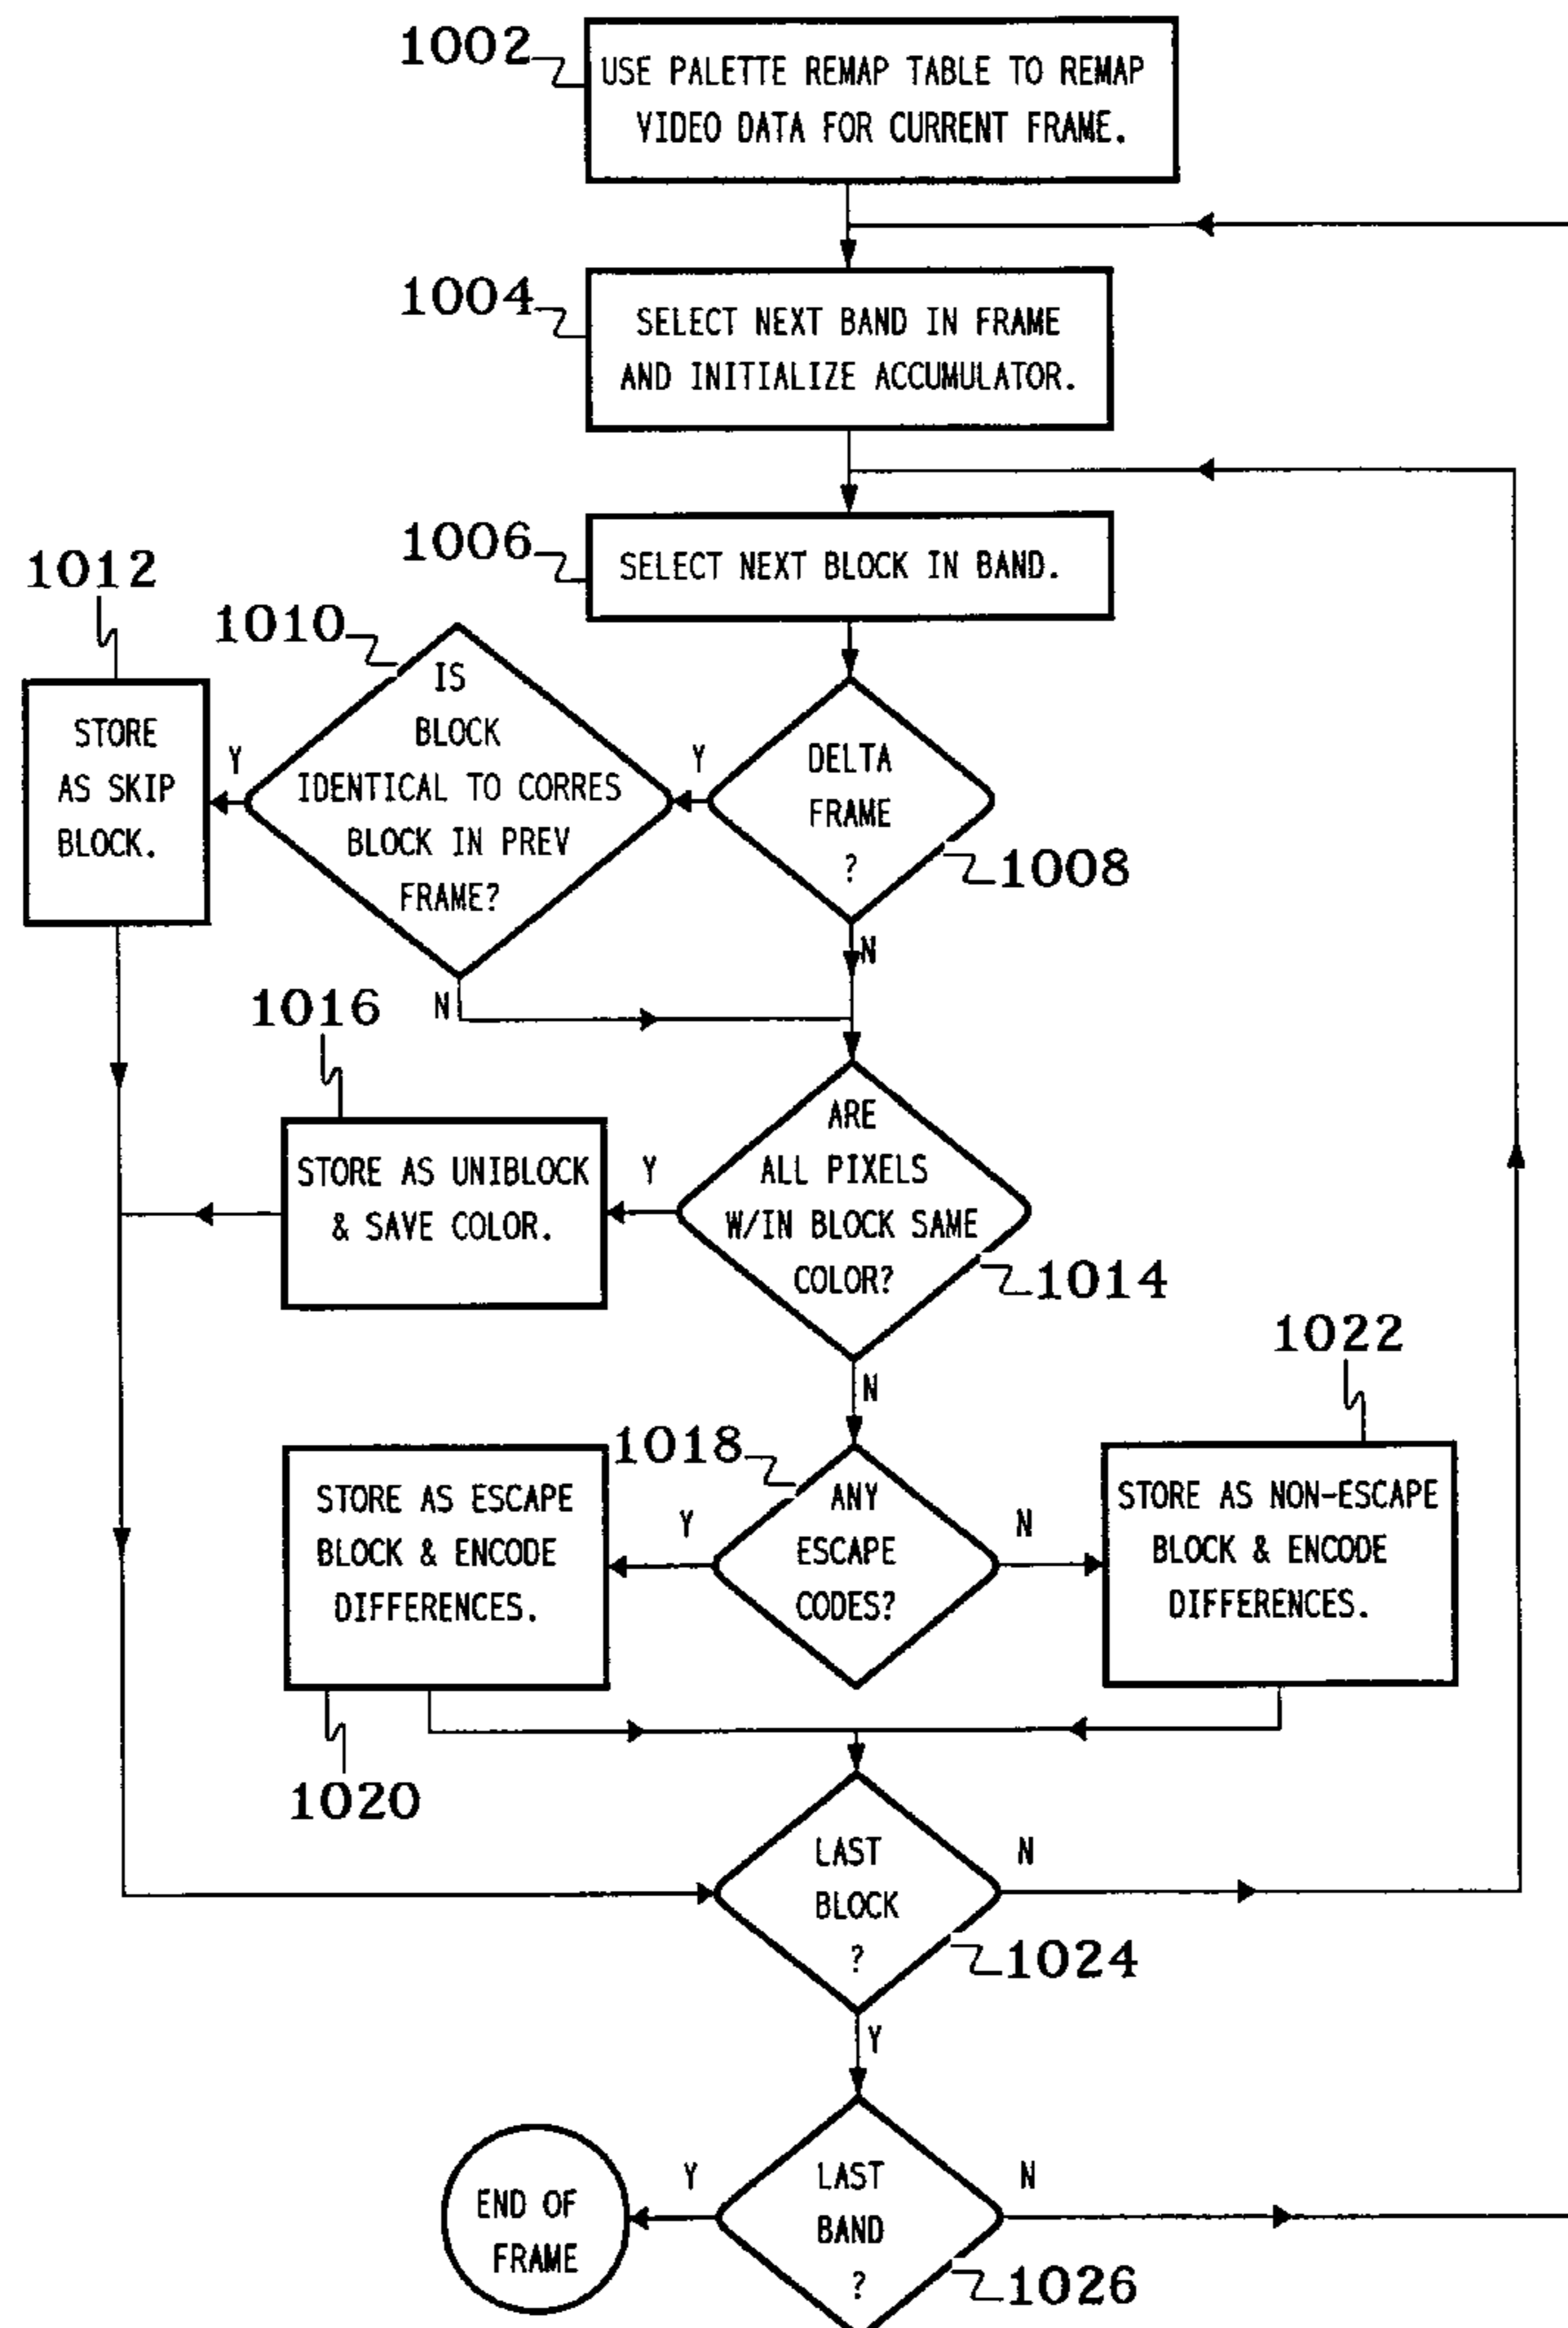 1002
USE PALETTE REMAP TABLE TO REMAP
VIDEO DATA FOR CURRENT FRAME.
1004
SELECT NEXT BAND IN FRAME
AND INITIALIZE ACCUMULATOR.
1006
SELECT NEXT BLOCK IN BAND.
1012
STORE
AS SKIP
BLOCK.
Y
1010
IS
BLOCK
IDENTICAL TO CORRES
BLOCK IN PREV
FRAME?
N
Y
DELTA
FRAME
?
1008
N
1016
STORE AS UNIBLOCK
& SAVE COLOR.
Y
ARE
ALL PIXELS
W/IN BLOCK SAME
COLOR?
1014
N
1018
ANY
ESCAPE
CODES?
Y
STORE AS ESCAPE
BLOCK & ENCODE
DIFFERENCES.
1020
N
1022
STORE AS NON-ESCAPE
BLOCK & ENCODE
DIFFERENCES.
LAST
BLOCK
?
1024
N
Y
LAST
BAND
?
1026
N
Y
END OF
FRAME